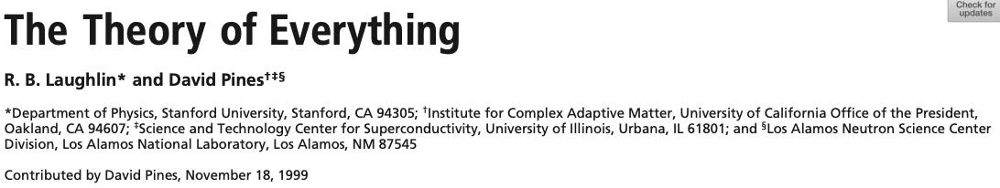 Check for
updates
The Theory of Everything
R. B. Laughlin* and David Pines†‡§
*Department of Physics, Stanford University, Stanford, CA 94305; †Institute for Complex Adaptive Matter, University of California Office of the President,
Oakland, CA 94607; ‡Science and Technology Center for Superconductivity, University of Illinois, Urbana, IL 61801; and §Los Alamos Neutron Science Center
Division, Los Alamos National Laboratory, Los Alamos, NM 87545
Contributed by David Pines, November 18, 1999